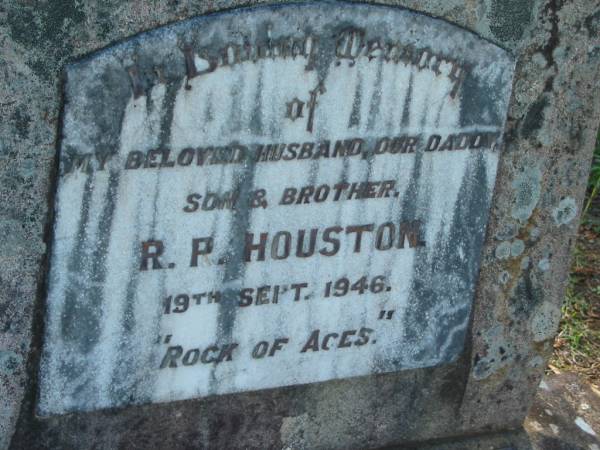 In Loving Memory
of
MY BELOVED HUSBAND, OUR DADDY,
SON & BROTHER.
R. R. HOUSTON.
19TH SEPT. 1946.
"ROCK OF AGES."